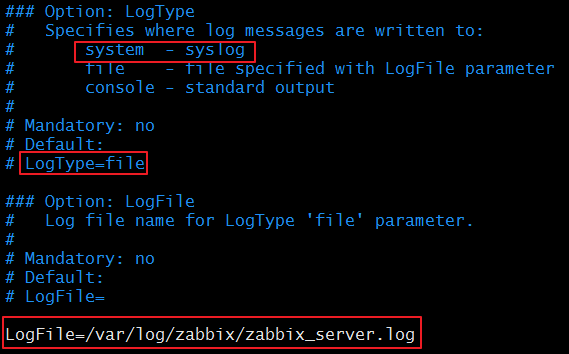 ### Option: LogType
#   Specifies where log messages are written to:
#       system  - syslog
#       file    - file specified with LogFile parameter
#       console - standard output
#
# Mandatory: no
# Default:
# LogType=file
### Option: LogFile
#   Log file name for LogType 'file' parameter.
#
# Mandatory: no
# Default:
# LogFile=
LogFile=/var/log/zabbix/zabbix_server.log